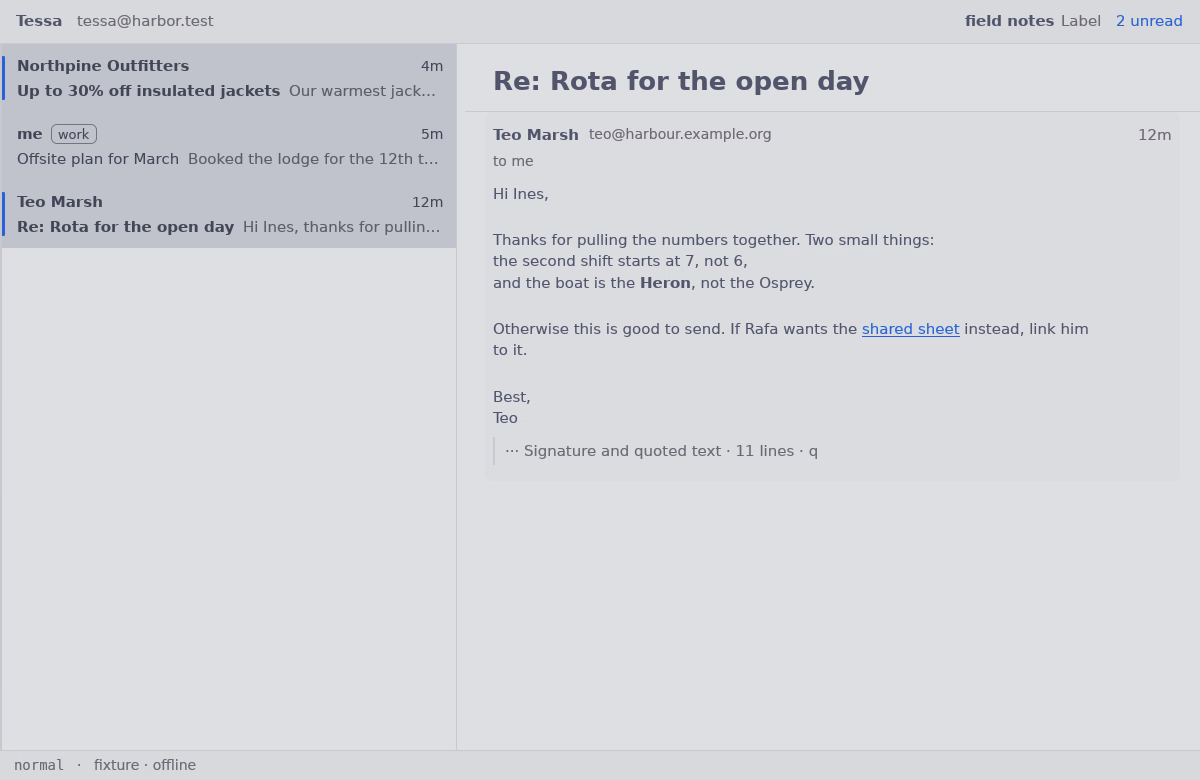 Tessa tessa@harbor.test
field notes Label 2 unread
Northpine Outfitters 4m
Up to 30% off insulated jackets Our warmest jack…
me work 5m
Offsite plan for March Booked the lodge for the 12th t…
Teo Marsh 12m
Re: Rota for the open day Hi Ines, thanks for pullin…
Re: Rota for the open day
Teo Marsh teo@harbour.example.org 12m
to me
Hi Ines,
Thanks for pulling the numbers together. Two small things:
the second shift starts at 7, not 6,
and the boat is the Heron, not the Osprey.
Otherwise this is good to send. If Rafa wants the shared sheet instead, link him
to it.
Best,
Teo
··· Signature and quoted text · 11 lines · q
normal · fixture · offline